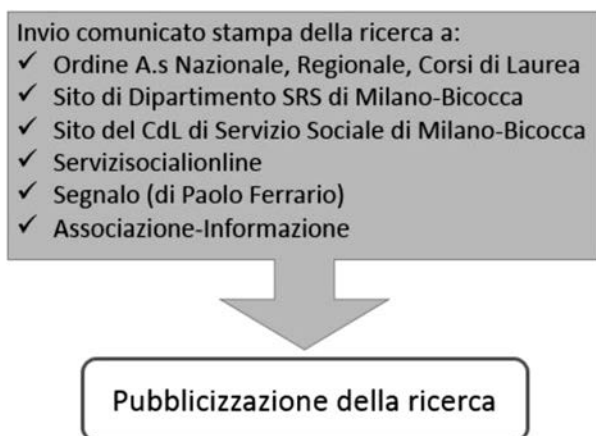 Invio comunicato stampa della ricerca a:
✓ Ordine A.s Nazionale, Regionale, Corsi di Laurea
✓ Sito di Dipartimento SRS di Milano-Bicocca
✓ Sito del CdL di Servizio Sociale di Milano-Bicocca
✓ Servizisocialionline
✓ Segnalo (di Paolo Ferrario)
✓ Associazione-Informazione
Pubblicizzazione della ricerca